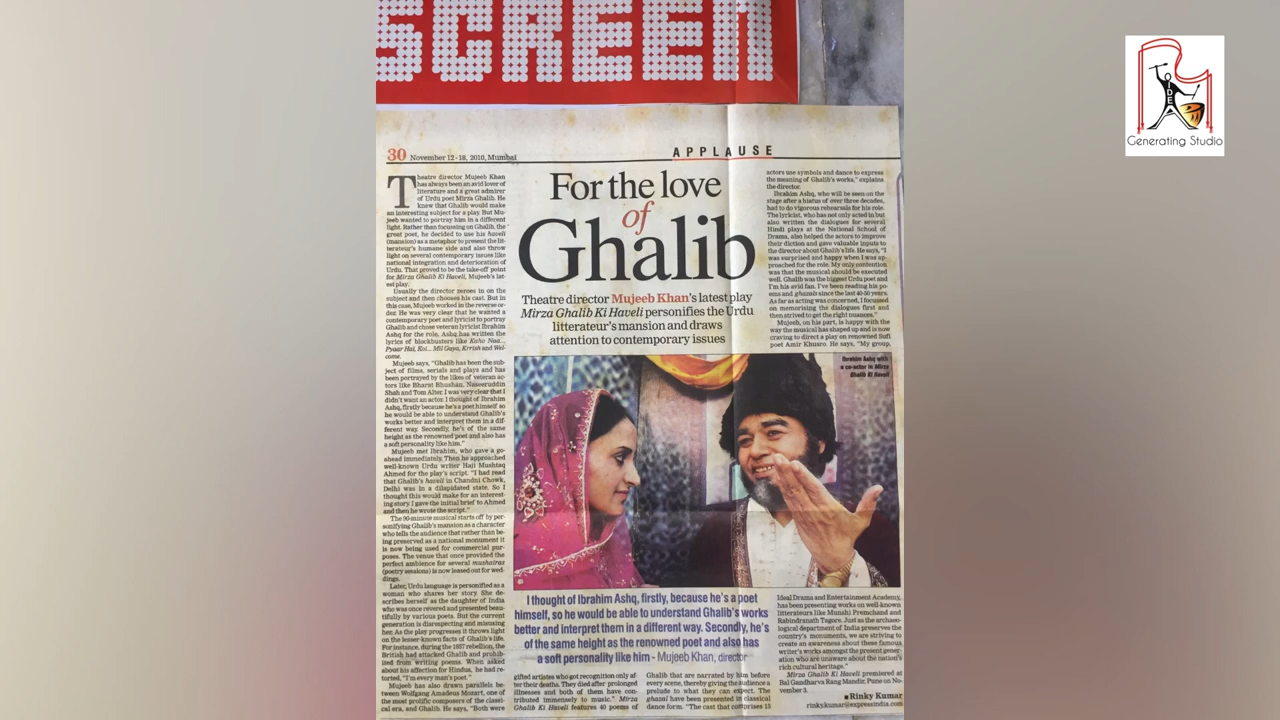 SCREEN
IDEA
Generating Studio
30 November 12-18, 2010, Mumbai
APPLAUSE
For the love
of
Ghalib
Theatre director Mujeeb Khan's latest play
Mirza Ghalib Ki Haveli personifies the Urdu
litterateur's mansion and draws
attention to contemporary issues
Theatre director Mujeeb Khan
has always been an avid lover of
literature and a great admirer
of Urdu poet Mirza Ghalib. He
knew that Ghalib would make
an interesting subject for a play. But Mu-
jeeb wanted to portray him in a different
light. Rather than focussing on Ghalib, the
great poet, he decided to use his haveli
(mansion) as a metaphor to present the lit-
terateur's humane side and also throw
light on several contemporary issues like
national integration and deterioration of
Urdu. That proved to be the take-off point
for Mirza Ghalib Ki Haveli, Mujeeb's lat-
est play.
Usually the director zeroes in on the
subject and then chooses his cast. But in
this case, Mujeeb worked in the reverse or-
der. He was very clear that he wanted a
contemporary poet and lyricist to portray
Ghalib and chose veteran lyricist Ibrahim
Ashq for the role. Ashq has written the
lyrics of blockbusters like Kaho Naa...
Pyaar Hai, Koi... Mil Gaya, Krrish and Wel-
come.
Mujeeb says, "Ghalib has been the sub-
ject of films, serials and plays and has
been portrayed by the likes of veteran ac-
tors like Bharat Bhushan, Naseeruddin
Shah and Tom Alter. I was very clear that I
didn't want an actor. I thought of Ibrahim
Ashq, firstly because he's a poet himself so
he would be able to understand Ghalib's
works better and interpret them in a dif-
ferent way. Secondly, he's of the same
height as the renowned poet and also has
a soft personality like him."
Mujeeb met Ibrahim, who gave a go-
ahead immediately. Then he approached
well-known Urdu writer Haji Mushtaq
Ahmed for the play's script. "I had read
that Ghalib's haveli in Chandni Chowk,
Delhi was in a dilapidated state. So I
thought this would make for an interest-
ing story. I gave the initial brief to Ahmed
and then he wrote the script."
The 90-minute musical starts off by per-
sonifying Ghalib's mansion as a character
who tells the audience that rather than be-
ing preserved as a national monument it
is now being used for commercial pur-
poses. The venue that once provided the
perfect ambience for several mushairas
(poetry sessions) is now leased out for wed-
dings.
Later, Urdu language is personified as a
woman who shares her story. She de-
scribes herself as the daughter of India
who was once revered and presented beau-
tifully by various poets. But the current
generation is disrespecting and misusing
her. As the play progresses it throws light
on the lesser-known facts of Ghalib's life.
For instance, during the 1857 rebellion, the
British had attacked Ghalib and prohib-
ited him from writing poems. When asked
about his affection for Hindus, he had re-
torted, "I'm every man's poet."
Mujeeb has also drawn parallels be-
tween Wolfgang Amadeus Mozart, one of
the most prolific composers of the classi-
cal era, and Ghalib. He says, "Both were
Ibrahim Ashq with
a co-actor in Mirza
Ghalib Ki Haveli
I thought of Ibrahim Ashq, firstly, because he's a poet
himself, so he would be able to understand Ghalib's works
better and interpret them in a different way. Secondly, he's
of the same height as the renowned poet and also has
a soft personality like him - Mujeeb Khan, director
gifted artistes who got recognition only af-
ter their deaths. They died after prolonged
illnesses and both of them have con-
tributed immensely to music." Mirza
Ghalib Ki Haveli features 40 poems of
Ghalib that are narrated by him before
every scene, thereby giving the audience a
prelude to what they can expect. The
ghazal have been presented in classical
dance form. "The cast that comprises 15
actors use symbols and dance to express
the meaning of Ghalib's works," explains
the director.
Ibrahim Ashq, who will be seen on the
stage after a hiatus of over three decades,
had to do vigorous rehearsals for his role.
The lyricist, who has not only acted in but
also written the dialogues for several
Hindi plays at the National School of
Drama, also helped the actors to improve
their diction and gave valuable inputs to
the director about Ghalib's life. He says, "I
was surprised and happy when I was ap-
proached for the role. My only contention
was that the musical should be executed
well. Ghalib was the biggest Urdu poet and
I'm his avid fan. I've been reading his po-
ems and ghazals since the last 40-50 years.
As far as acting was concerned, I focussed
on memorising the dialogues first and
then strived to get the right nuances."
Mujeeb, on his part, is happy with the
way the musical has shaped up and is now
craving to direct a play on renowned Sufi
poet Amir Khusro. He says, "My group,
Ideal Drama and Entertainment Academy,
has been presenting works on well-known
litterateurs like Munshi Premchand and
Rabindranath Tagore. Just as the archaeo-
logical department of India preserves the
country's monuments, we are striving to
create an awareness about these famous
writer's works amongst the present gener-
ation who are unaware about the nation's
rich cultural heritage."
Mirza Ghalib Ki Haveli premiered at
Bal Gandharva Rang Mandir, Pune on No-
vember 3.
Rinky Kumar
rinky.kumar@expressindia.com